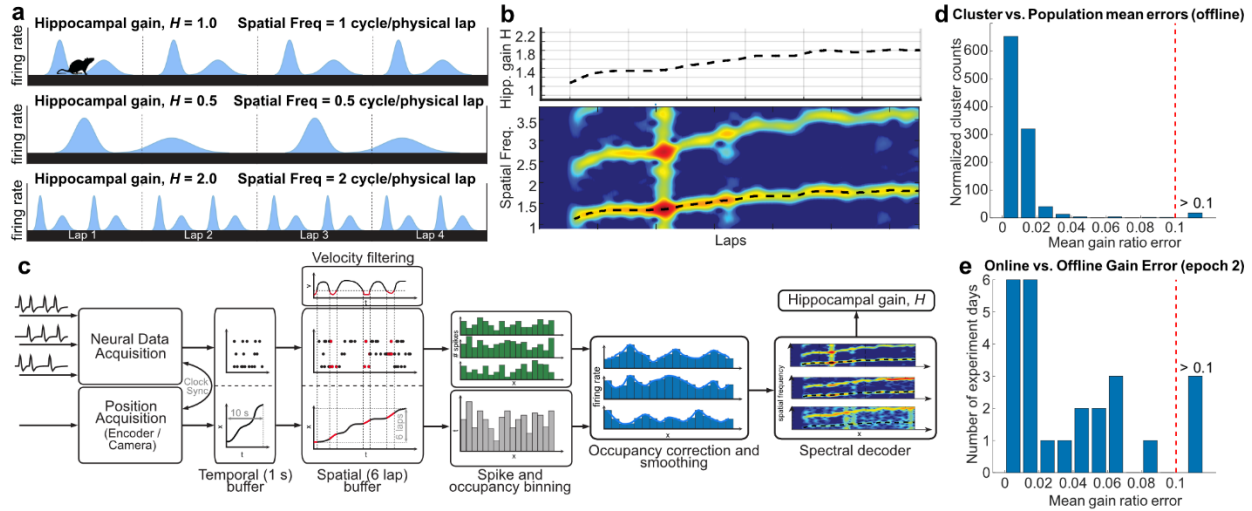 a
Hippocampal gain, H = 1.0 Spatial Freq = 1 cycle/physical lap
firing rate
Hippocampal gain, H = 0.5 Spatial Freq = 0.5 cycle/physical lap
firing rate
Hippocampal gain, H = 2.0 Spatial Freq = 2 cycle/physical lap
firing rate
Lap 1 Lap 2 Lap 3 Lap 4
b
Hipp. gain H
2.2
1.8
1.4
1
Spatial Freq.
3.5
3
2.5
2
1.5
1
Laps
c
Velocity filtering
v
t
Neural Data
Acquisition
Clock
Sync
Position
Acquisition
(Encoder /
Camera)
10 s
x
t
Temporal (1 s)
buffer
6 laps
x
t
Spatial (6 lap)
buffer
# spikes
x
t
x
Spike and
occupancy binning
firing rate
x
Occupancy correction and
smoothing
Hippocampal gain, H
spatial frequency
x
Spectral decoder
d
Cluster vs. Population mean errors (offline)
Normalized cluster counts
600
500
400
300
200
100
0
> 0.1
0 0.02 0.04 0.06 0.08 0.1
Mean gain ratio error
e
Online vs. Offline Gain Error (epoch 2)
Number of experiment days
6
5
4
3
2
1
0
> 0.1
0 0.02 0.04 0.06 0.08 0.1
Mean gain ratio error